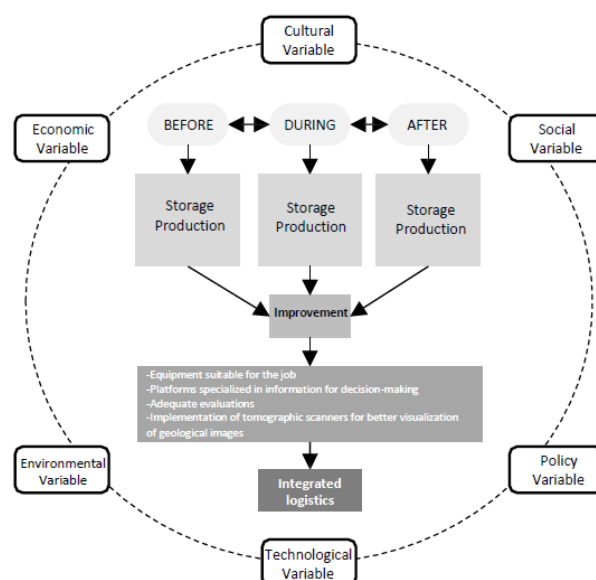 Cultural
Variable
Economic
Variable
Social
Variable
BEFORE
DURING
AFTER
Storage
Production
Storage
Production
Storage
Production
Improvement
-Equipment suitable for the job
-Platforms specialized in information for decision-making
-Adequate evaluations
-Implementation of tomographic scanners for better visualization
of geological images
Environmental
Variable
Policy
Variable
Integrated
logistics
Technological
Variable